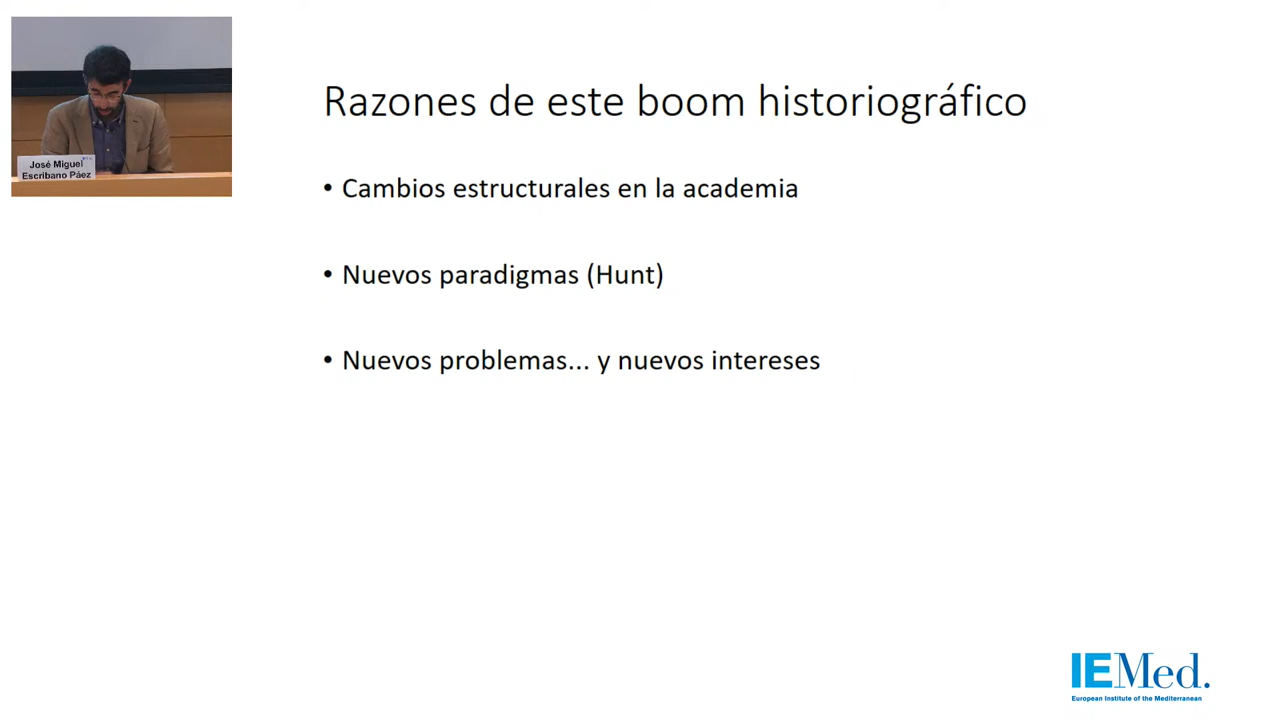 José Miguel
Escribano Páez
Razones de este boom historiográfico
• Cambios estructurales en la academia
• Nuevos paradigmas (Hunt)
• Nuevos problemas... y nuevos intereses
IEMed.
European Institute of the Mediterranean